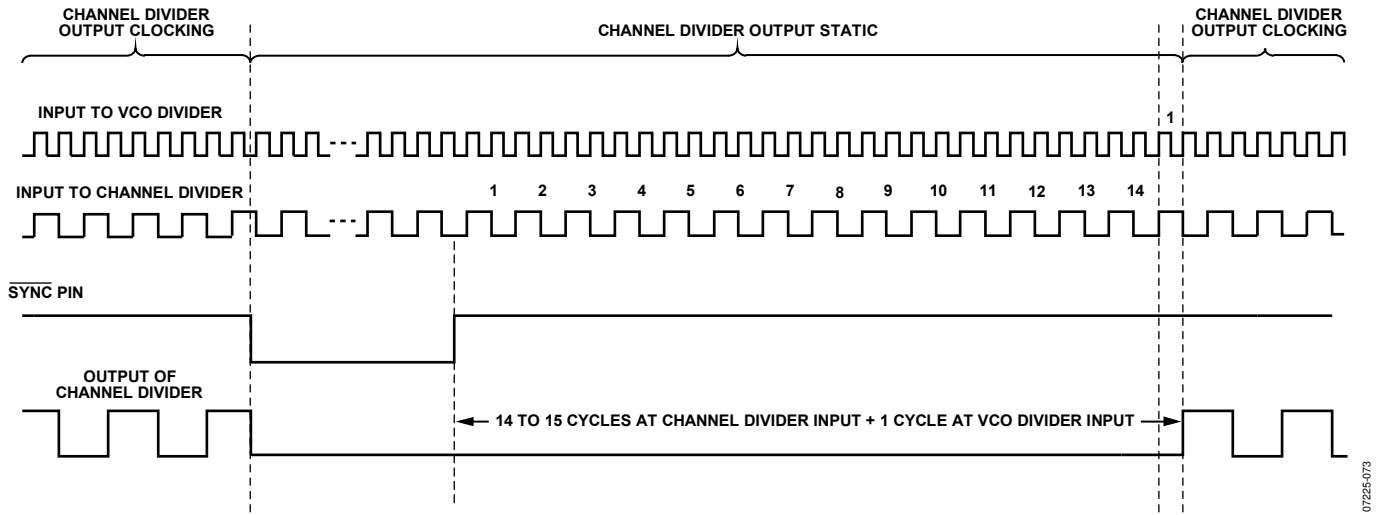 CHANNEL DIVIDER
OUTPUT CLOCKING
CHANNEL DIVIDER OUTPUT STATIC
CHANNEL DIVIDER
OUTPUT CLOCKING
INPUT TO VCO DIVIDER
1
INPUT TO CHANNEL DIVIDER
1 2 3 4 5 6 7 8 9 10 11 12 13 14
SYNC PIN
OUTPUT OF
CHANNEL DIVIDER
14 TO 15 CYCLES AT CHANNEL DIVIDER INPUT + 1 CYCLE AT VCO DIVIDER INPUT
07225-073